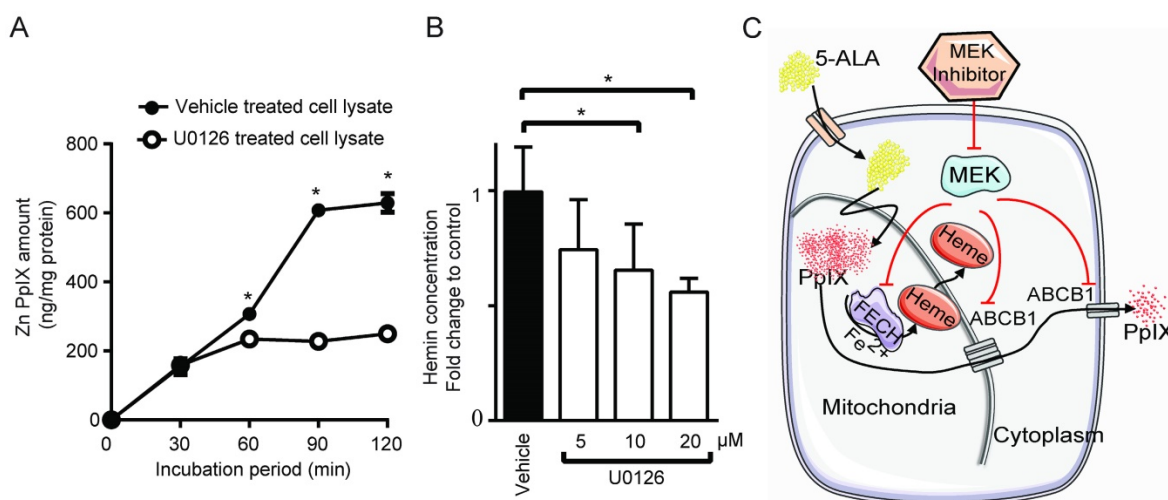 A
Vehicle treated cell lysate
U0126 treated cell lysate
Zn PpIX amount
(ng/mg protein)
800
600
400
200
0
*
*
*
0 30 60 90 120
Incubation period (min)
B
*
*
Hemin concentration
Fold change to control
1
0
Vehicle
5 10 20 µM
U0126
C
5-ALA
MEK
Inhibitor
MEK
Heme
PpIX
Heme
FECH
Fe2+
ABCB1
ABCB1
PpIX
Mitochondria
Cytoplasm